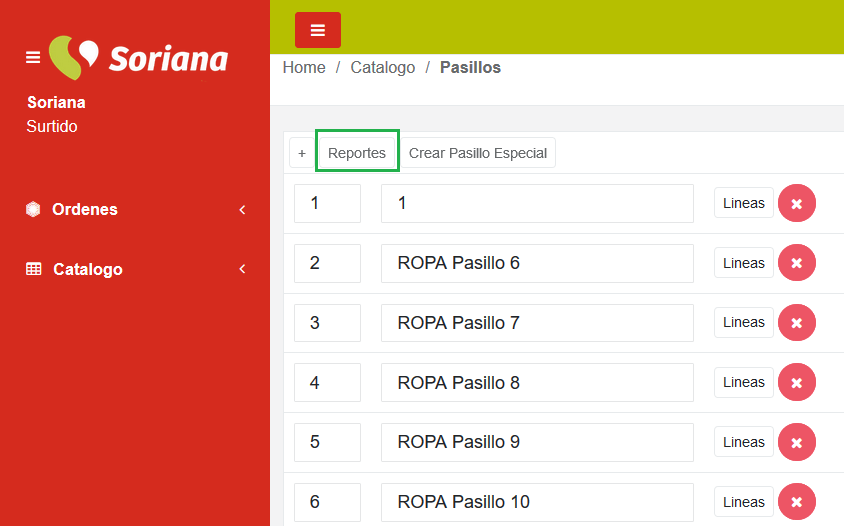 Soriana
Soriana
Surtido
Ordenes
Catalogo
Home / Catalogo / Pasillos
+ Reportes Crear Pasillo Especial
1 1 Lineas
2 ROPA Pasillo 6 Lineas
3 ROPA Pasillo 7 Lineas
4 ROPA Pasillo 8 Lineas
5 ROPA Pasillo 9 Lineas
6 ROPA Pasillo 10 Lineas